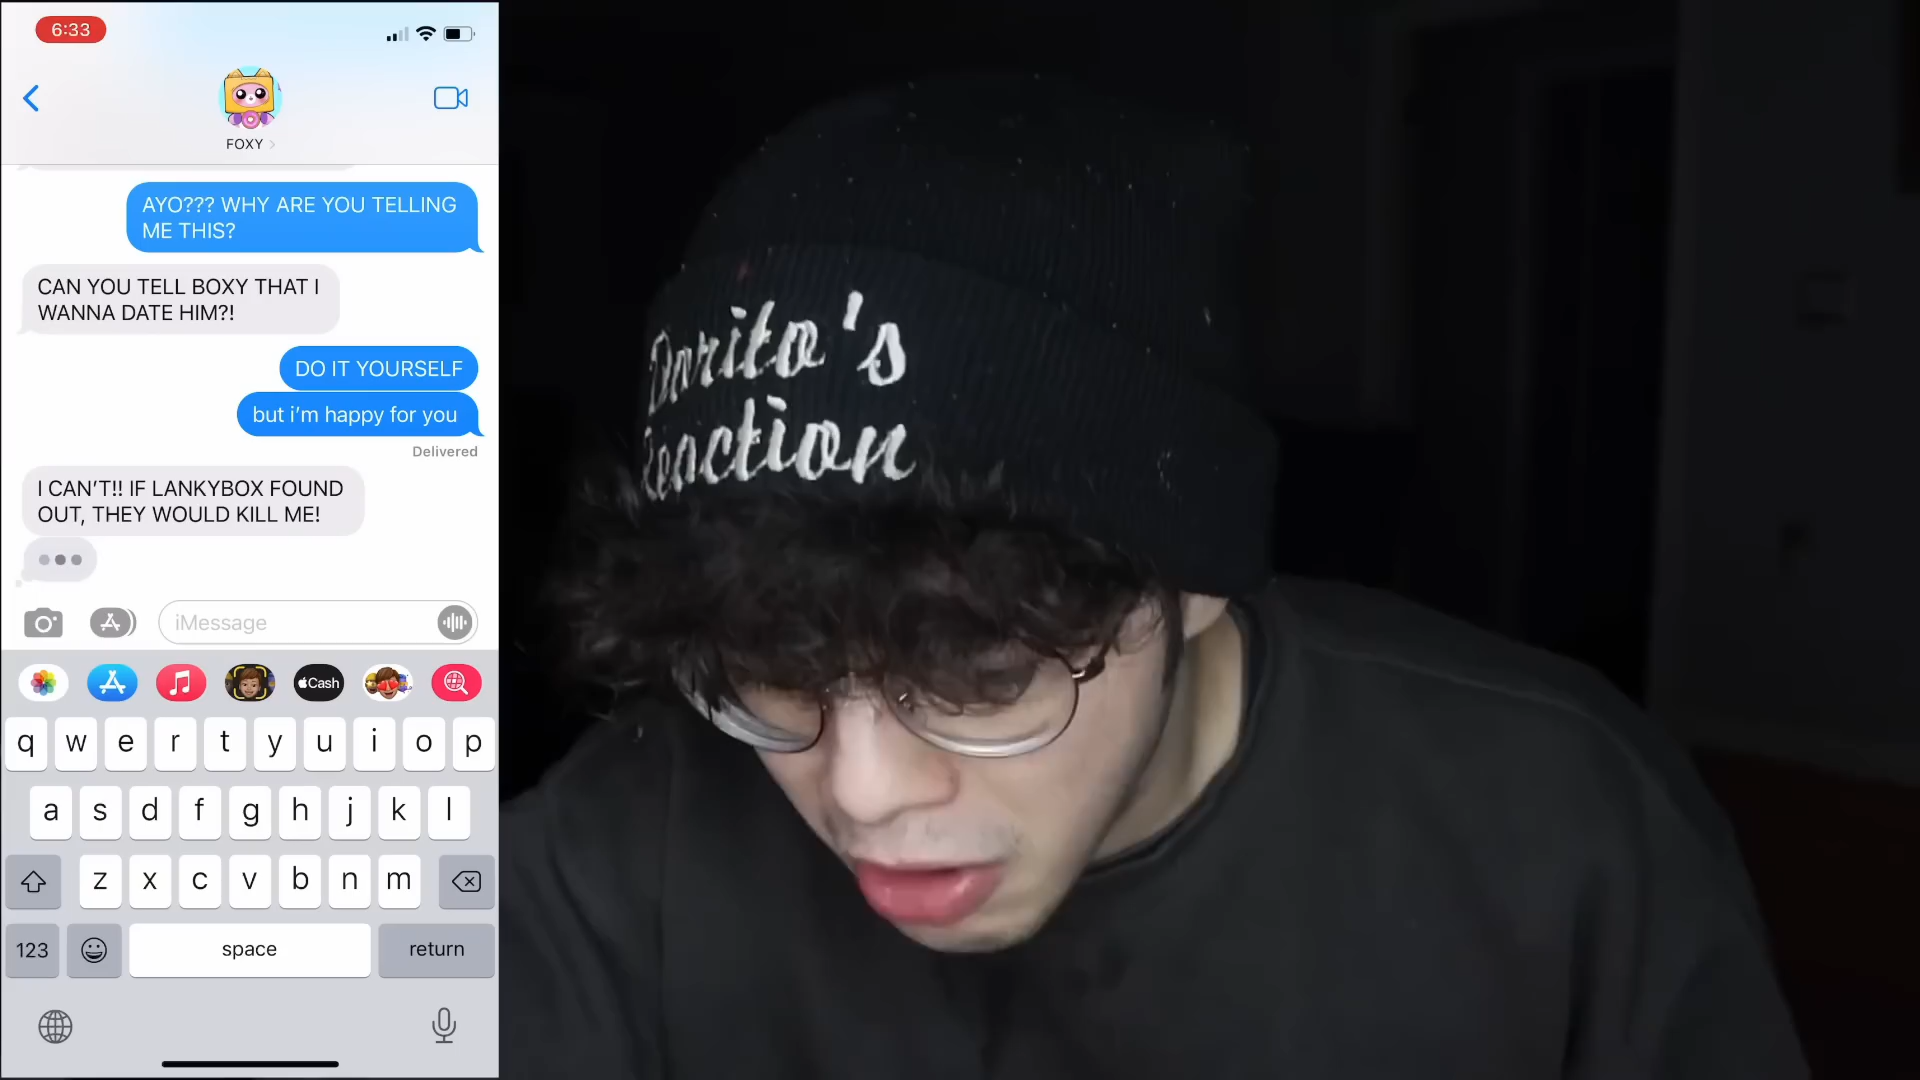 6:33
FOXY
AYO??? WHY ARE YOU TELLING
ME THIS?
CAN YOU TELL BOXY THAT I
WANNA DATE HIM?!
DO IT YOURSELF
but i’m happy for you
Delivered
I CAN’T!! IF LANKYBOX FOUND
OUT, THEY WOULD KILL ME!
iMessage
Cash
q w e r t y u i o p
a s d f g h j k l
z x c v b n m
123 space return
Dorito's
Reaction